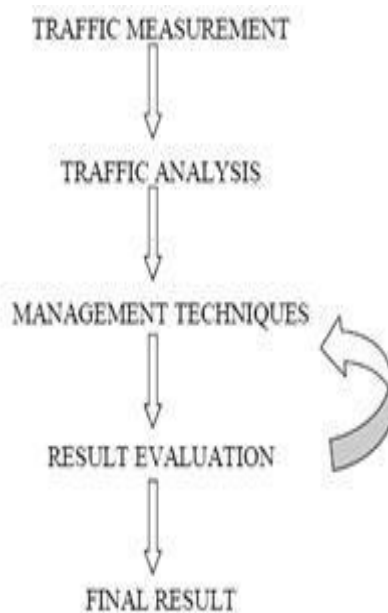 TRAFFIC MEASUREMENT
TRAFFIC ANALYSIS
MANAGEMENT TECHNIQUES
RESULT EVALUATION
FINAL RESULT